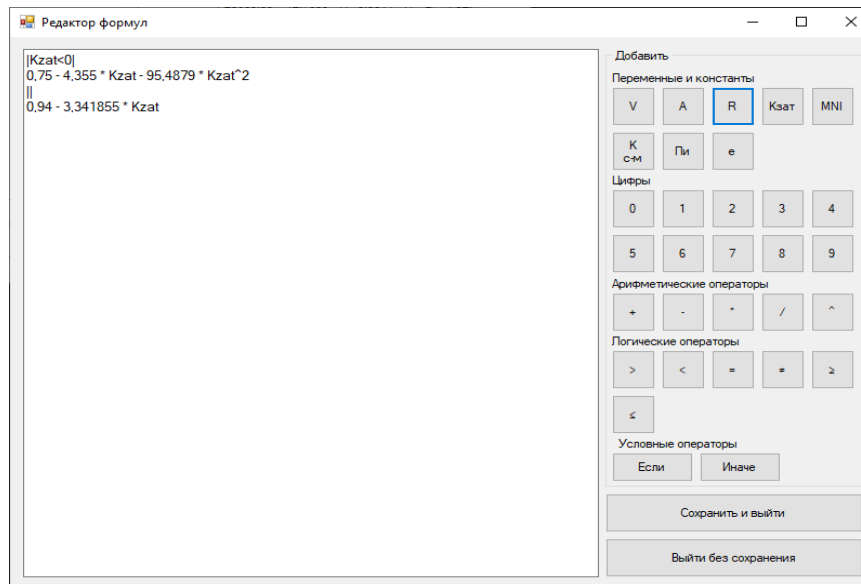 Редактор формул
|Kzat<0|
0,75 - 4,355 * Kzat - 95,4879 * Kzat^2
||
0,94 - 3,341855 * Kzat
Добавить
Переменные и константы
V A R Kзат MNI
К с-м Пи e
Цифры
0 1 2 3 4
5 6 7 8 9
Арифметические операторы
+ - * / ^
Логические операторы
> < = ≠ ≥
≤
Условные операторы
Если Иначе
Сохранить и выйти
Выйти без сохранения